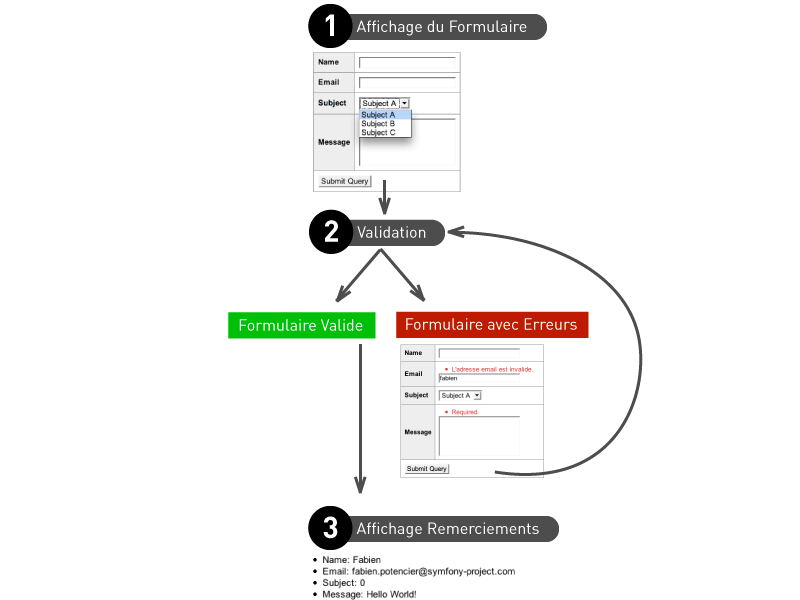 1 Affichage du Formulaire
Name
Email
Subject Subject A
Subject A
Subject B
Subject C
Message
Submit Query
2 Validation
Formulaire Valide
Formulaire avec Erreurs
Name
• L'adresse email est invalide.
Email fabien
Subject Subject A
• Required.
Message
Submit Query
3 Affichage Remerciements
• Name: Fabien
• Email: fabien.potencier@symfony-project.com
• Subject: 0
• Message: Hello World!